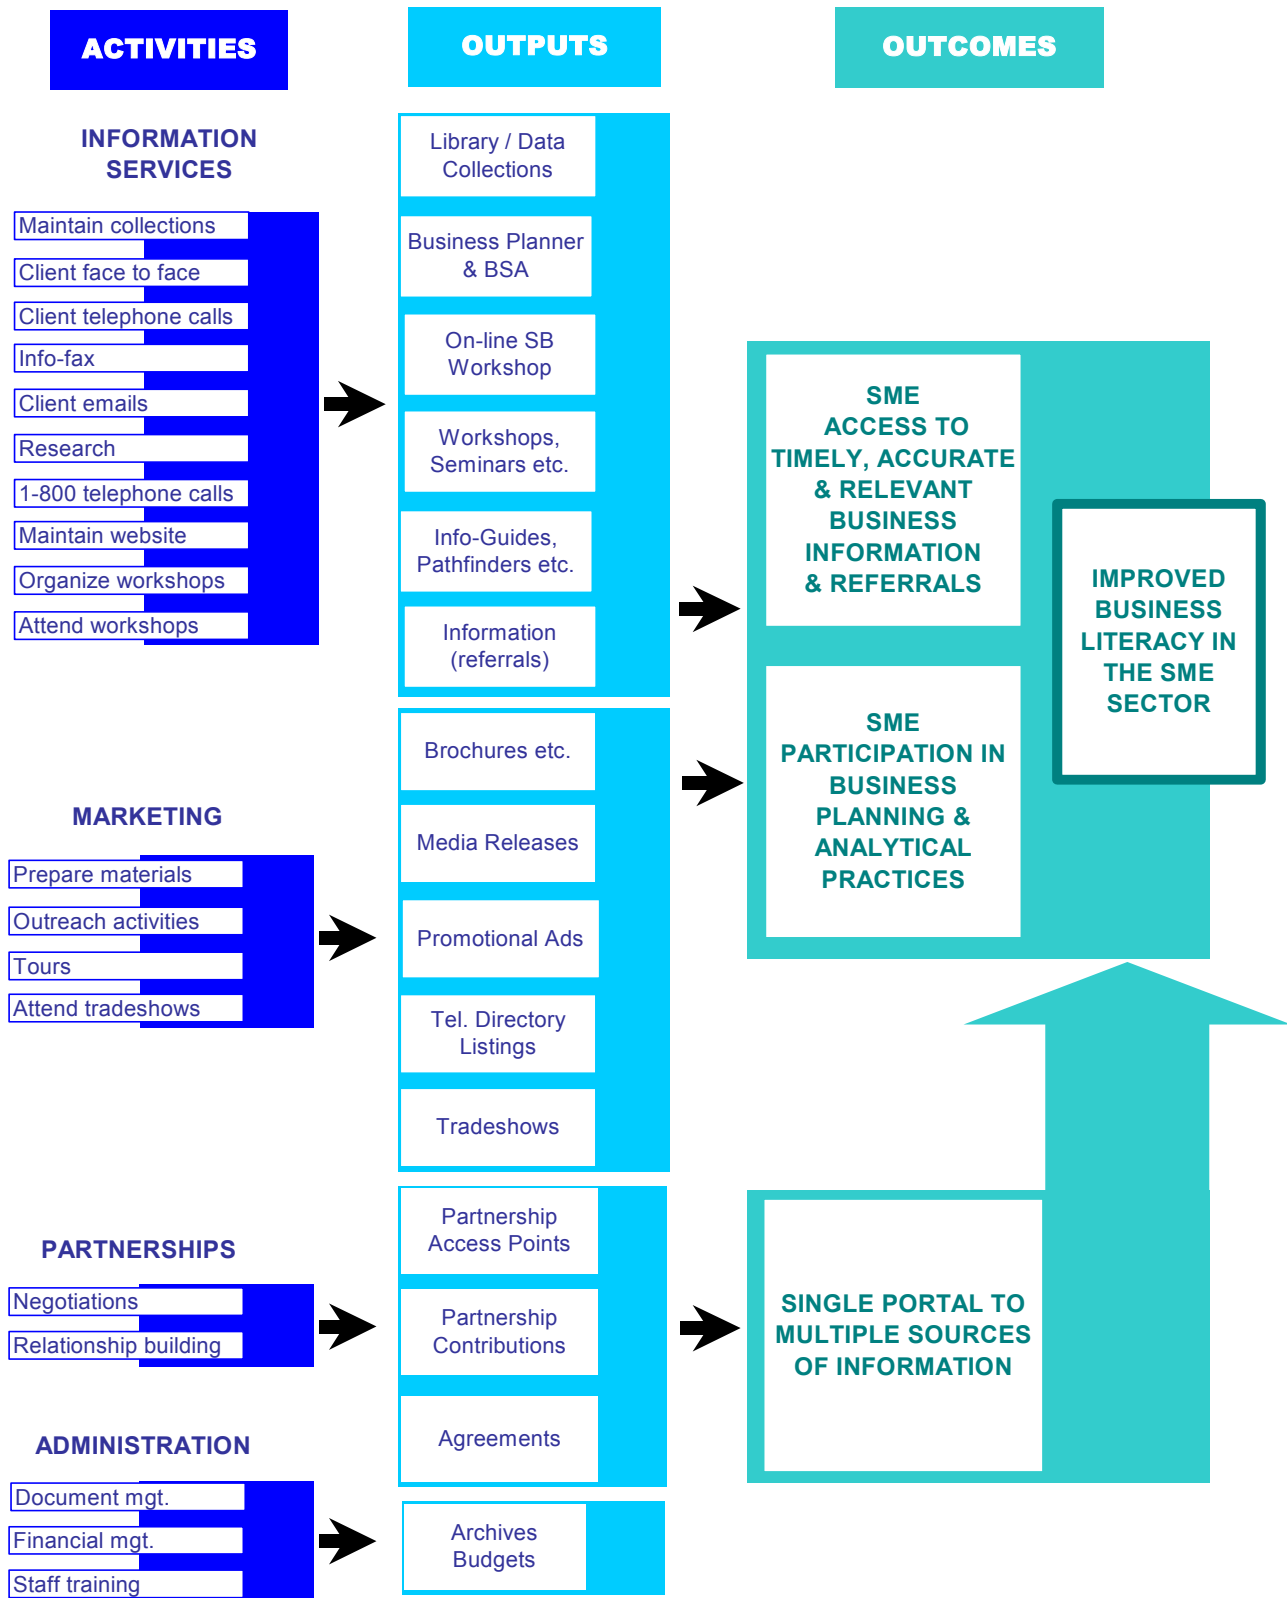 ACTIVITIES
OUTPUTS
OUTCOMES
INFORMATION
SERVICES
Maintain collections
Client face to face
Client telephone calls
Info-fax
Client emails
Research
1-800 telephone calls
Maintain website
Organize workshops
Attend workshops
MARKETING
Prepare materials
Outreach activities
Tours
Attend tradeshows
PARTNERSHIPS
Negotiations
Relationship building
ADMINISTRATION
Document mgt.
Financial mgt.
Staff training
Library / Data
Collections
Business Planner
& BSA
On-line SB
Workshop
Workshops,
Seminars etc.
Info-Guides,
Pathfinders etc.
Information
(referrals)
Brochures etc.
Media Releases
Promotional Ads
Tel. Directory
Listings
Tradeshows
Partnership
Access Points
Partnership
Contributions
Agreements
Archives
Budgets
SME
ACCESS TO
TIMELY, ACCURATE
& RELEVANT
BUSINESS
INFORMATION
& REFERRALS
SME
PARTICIPATION IN
BUSINESS
PLANNING &
ANALYTICAL
PRACTICES
IMPROVED
BUSINESS
LITERACY IN
THE SME
SECTOR
SINGLE PORTAL TO
MULTIPLE SOURCES
OF INFORMATION